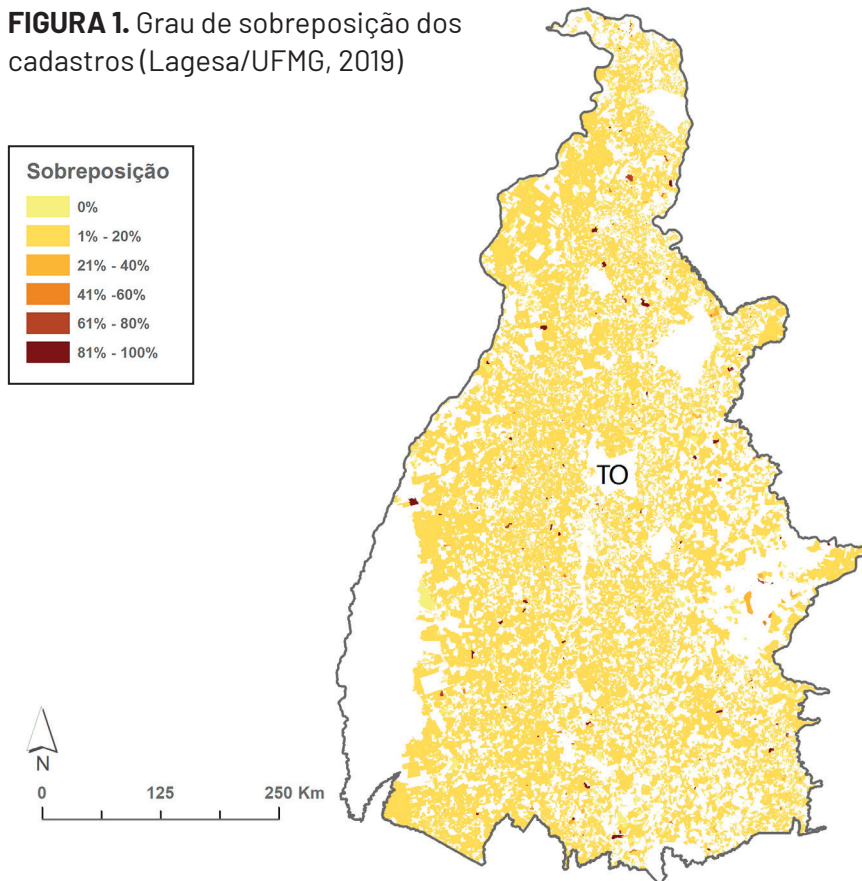 FIGURA 1. Grau de sobreposição dos
cadastros (Lagesa/UFMG, 2019)
Sobreposição
0%
1% - 20%
21% - 40%
41% -60%
61% - 80%
81% - 100%
TO
N
0 125 250 Km